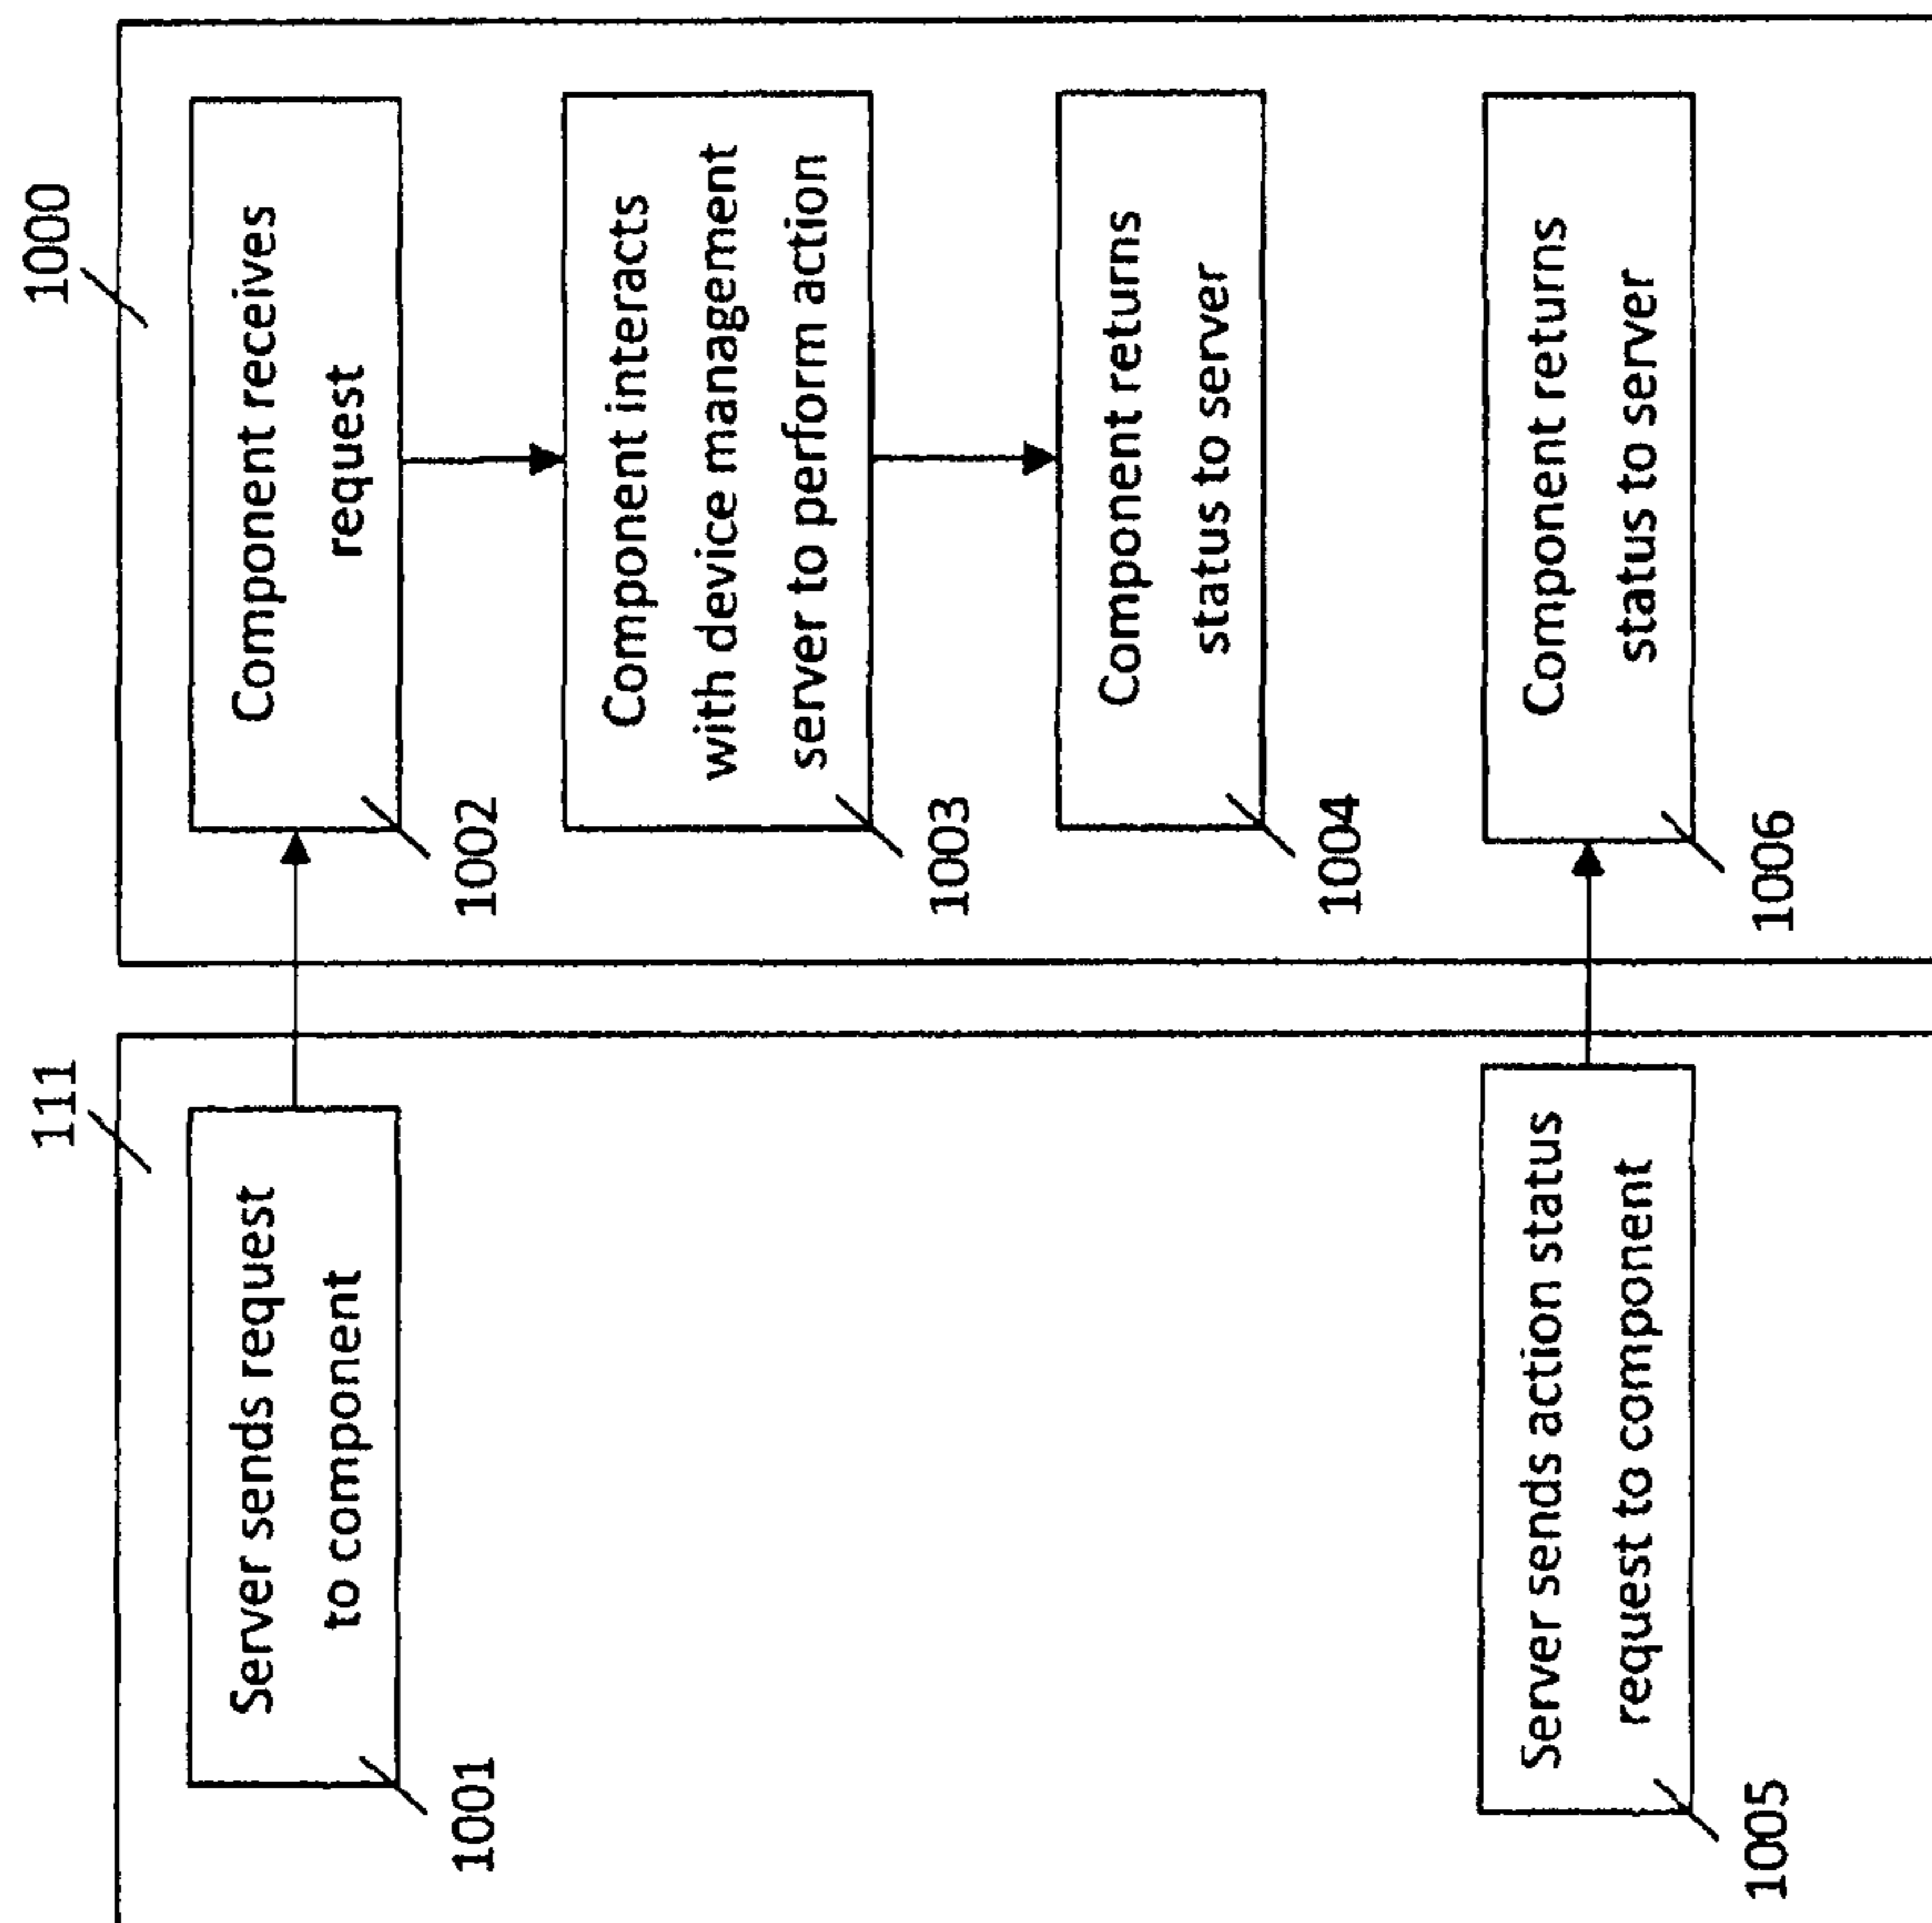 111
1000
Server sends request
to component
1001
Component receives
request
1002
Component interacts
with device management
server to perform action
1003
Component returns
status to server
1004
Server sends action status
request to component
1005
Component returns
status to server
1006